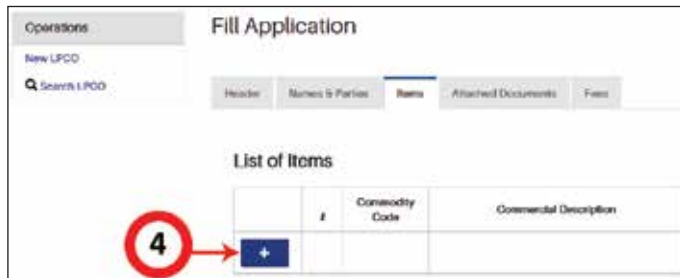 Operations
Fill Application
New LPCO
Search LPCO
Header
Names & Parties
Items
Attached Documents
Fees
List of Items
#
Commodity Code
Commercial Description
4
+